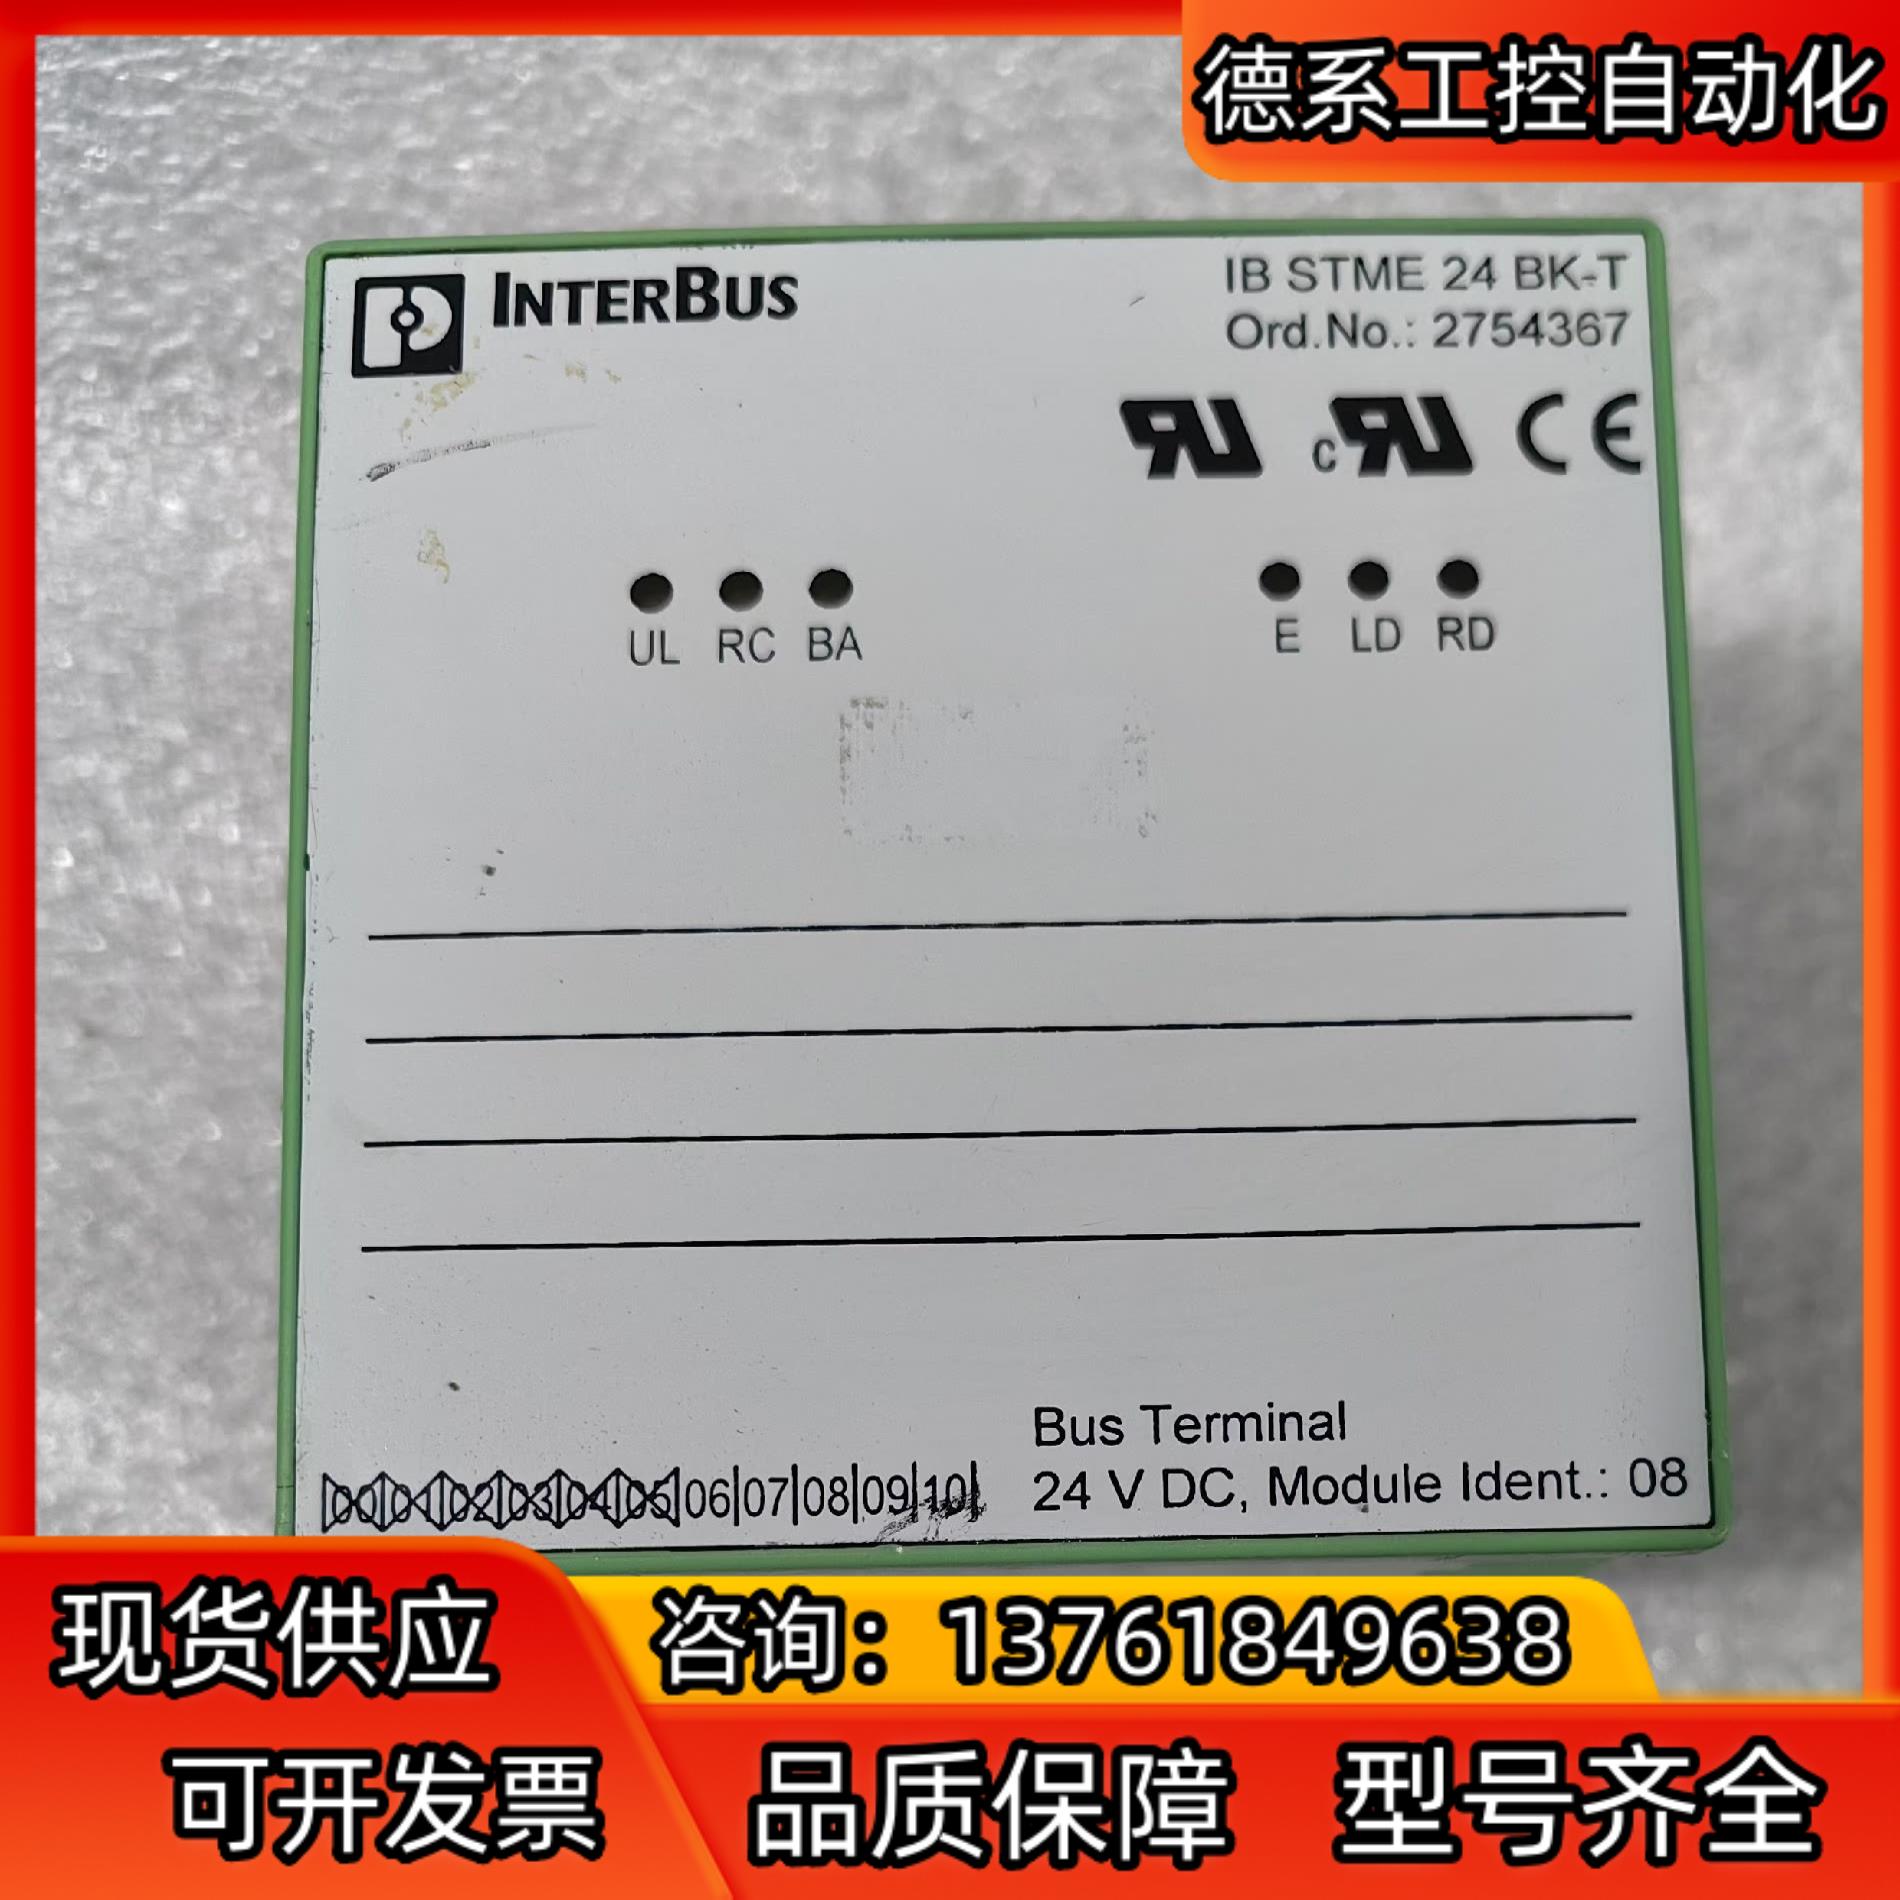 德系工控自动化
INTERBUS
IB STME 24 BK-T
Ord.No.: 2754367
c
CE
UL RC BA
E LD RD
Bus Terminal
00|01|02|03|04|05|06|07|08|09|10|
24 V DC, Module Ident.: 08
现货供应
咨询：13761849638
可开发票 品质保障 型号齐全